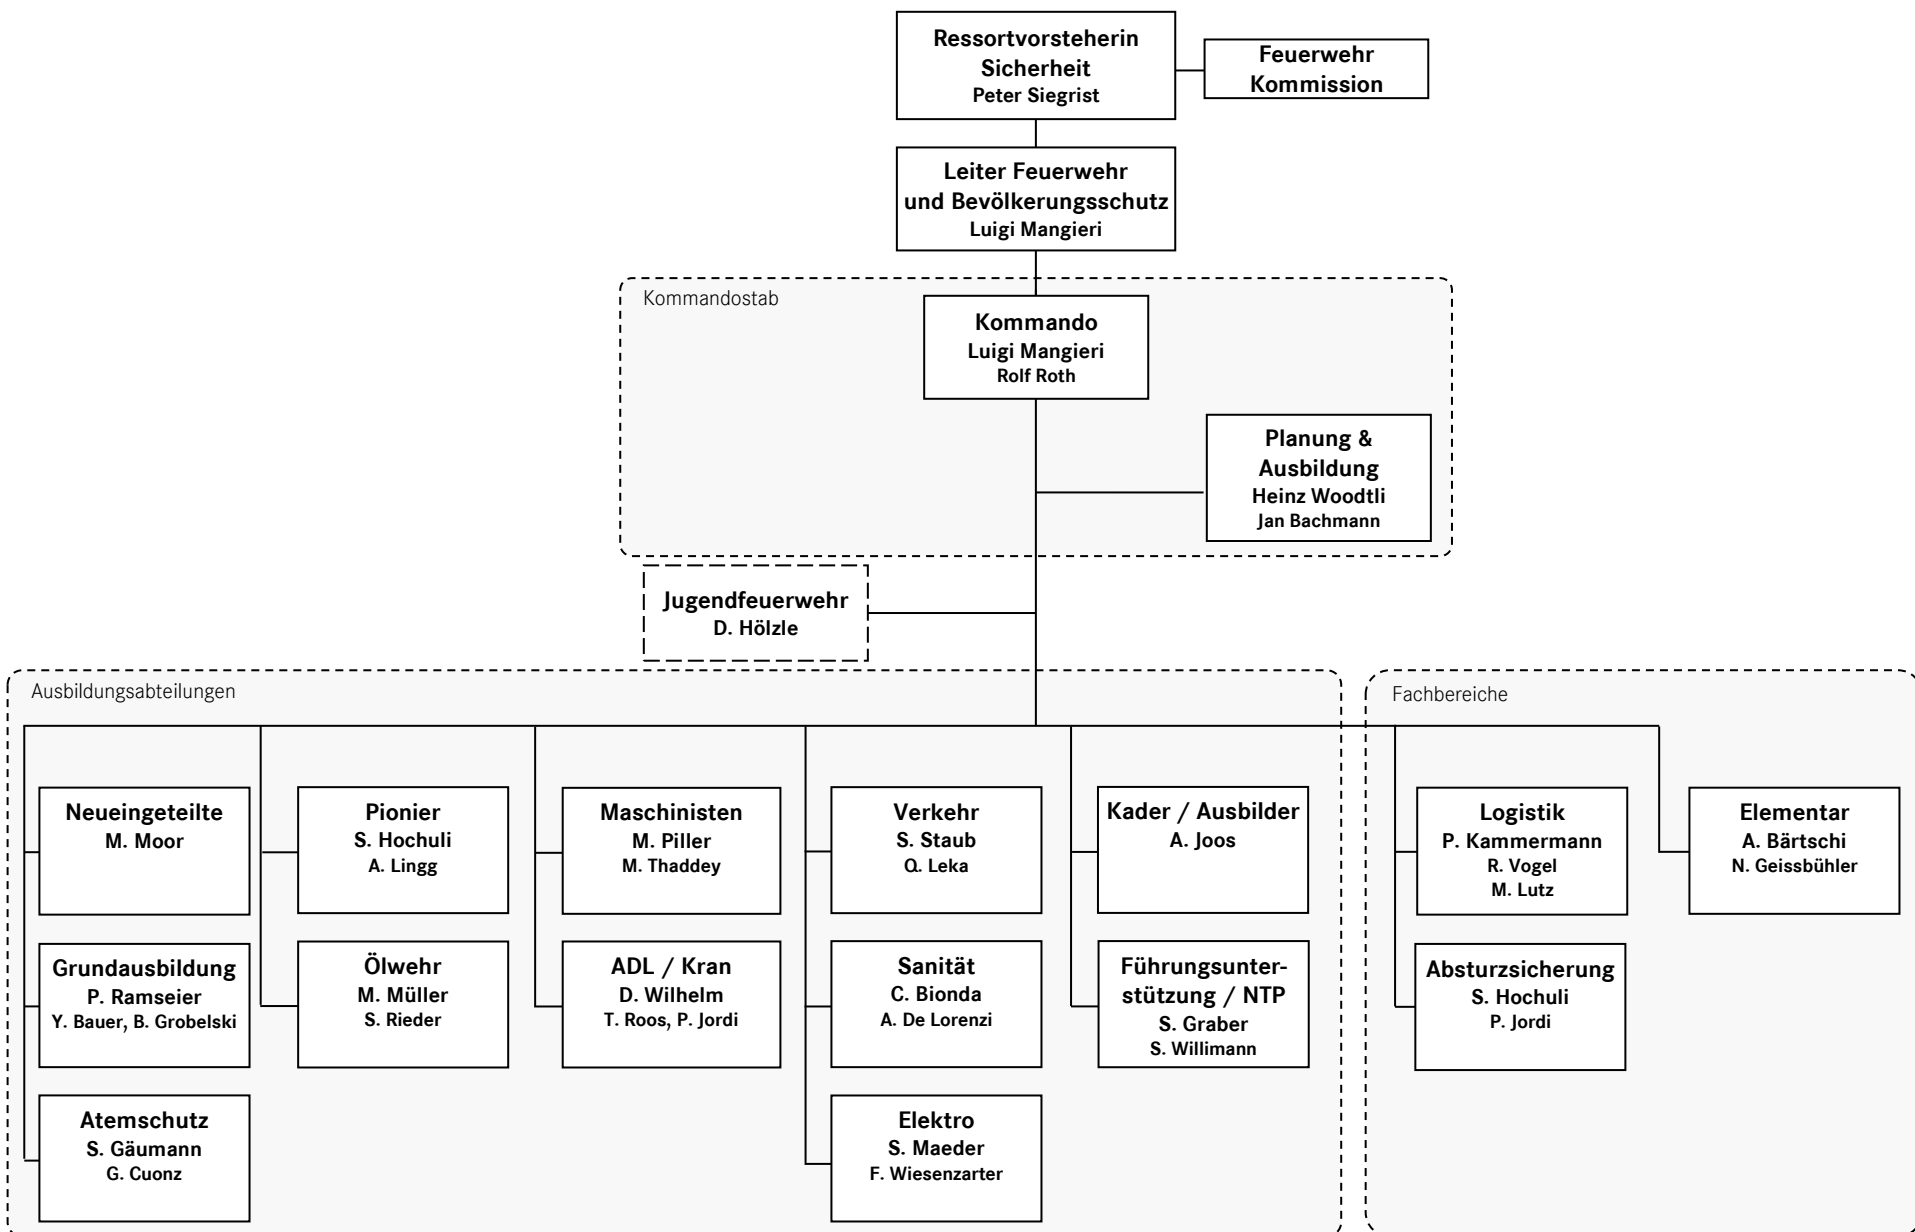 Ressortvorsteherin
Sicherheit
Peter Siegrist
Feuerwehr
Kommission
Leiter Feuerwehr
und Bevölkerungsschutz
Luigi Mangieri
Kommandostab
Kommando
Luigi Mangieri
Rolf Roth
Planung &
Ausbildung
Heinz Woodtli
Jan Bachmann
Jugendfeuerwehr
D. Hölzle
Ausbildungsabteilungen
Neueingeteilte
M. Moor
Grundausbildung
P. Ramseier
Y. Bauer, B. Grobelski
Atemschutz
S. Gäumann
G. Cuonz
Pionier
S. Hochuli
A. Lingg
Ölwehr
M. Müller
S. Rieder
Maschinisten
M. Piller
M. Thaddey
ADL / Kran
D. Wilhelm
T. Roos, P. Jordi
Verkehr
S. Staub
Q. Leka
Sanität
C. Bionda
A. De Lorenzi
Elektro
S. Maeder
F. Wiesenzarter
Kader / Ausbilder
A. Joos
Führungsunter-
stützung / NTP
S. Graber
S. Willimann
Fachbereiche
Logistik
P. Kammermann
R. Vogel
M. Lutz
Absturzsicherung
S. Hochuli
P. Jordi
Elementar
A. Bärtschi
N. Geissbühler